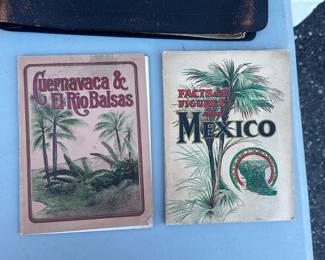 Cuernavaca &
El Rio Balsas
FACTS AND
FIGURES
MEXICO